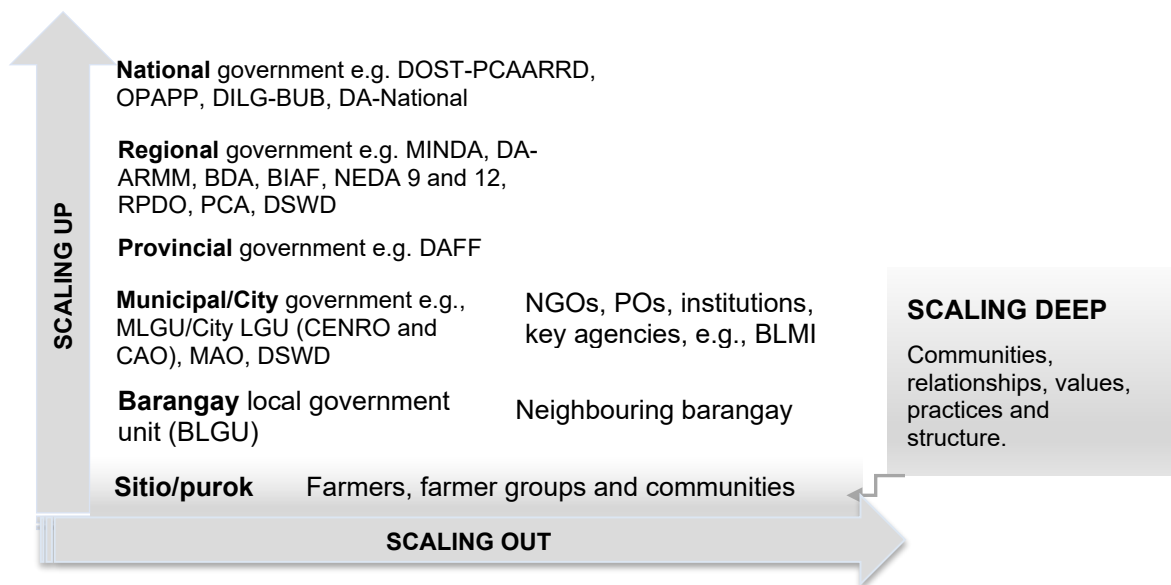 National government e.g. DOST-PCAARRD,
OPAPP, DILG-BUB, DA-National
Regional government e.g. MINDA, DA-
ARMM, BDA, BIAF, NEDA 9 and 12,
RPDO, PCA, DSWD
Provincial government e.g. DAFF
Municipal/City government e.g.,
MLGU/City LGU (CENRO and
CAO), MAO, DSWD
NGOs, POs, institutions,
key agencies, e.g., BLMI
Barangay local government
unit (BLGU)
Neighbouring barangay
Sitio/purok
Farmers, farmer groups and communities
SCALING UP
SCALING OUT
SCALING DEEP
Communities,
relationships, values,
practices and
structure.